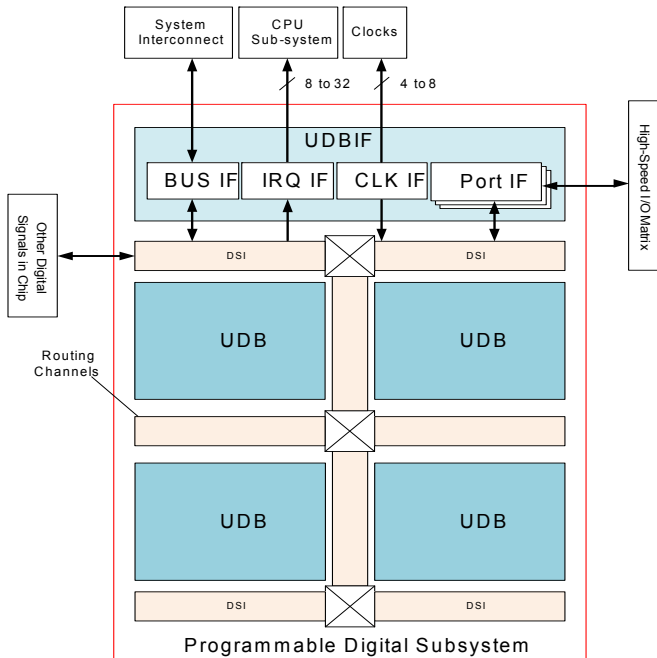 System
Interconnect
CPU
Sub-system
Clocks
8 to 32
4 to 8
UDBIF
BUS IF
IRQ IF
CLK IF
Port IF
High-Speed I/O Matrix
Other Digital
Signals in Chip
DSI
DSI
UDB
UDB
Routing
Channels
UDB
UDB
DSI
DSI
Programmable Digital Subsystem